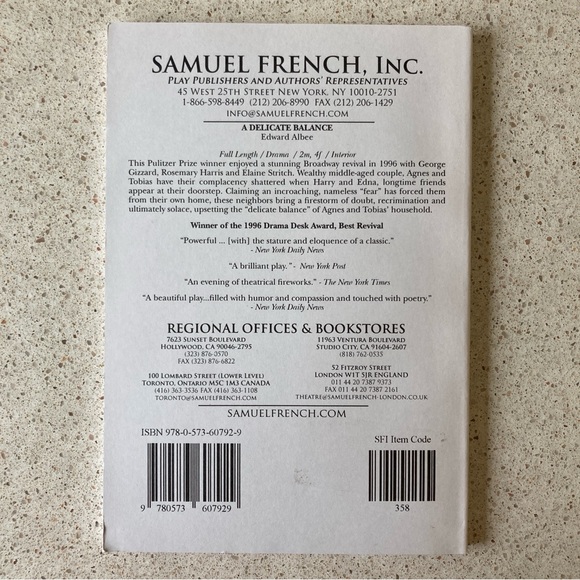 SAMUEL FRENCH, INC.
PLAY PUBLISHERS AND AUTHORS' REPRESENTATIVES
45 WEST 25TH STREET NEW YORK, NY 10010-2751
1-866-598-8449 (212) 206-8990 FAX (212) 206-1429
INFO@SAMUELFRENCH.COM
A DELICATE BALANCE
Edward Albee
Full Length / Drama / 2m, 4f / Interior
This Pulitzer Prize winner enjoyed a stunning Broadway revival in 1996 with George
Gizzard, Rosemary Harris and Elaine Stritch. Wealthy middle-aged couple, Agnes and
Tobias have their complacency shattered when Harry and Edna, longtime friends
appear at their doorstep. Claiming an incroaching, nameless "fear" has forced them
from their own home, these neighbors bring a firestorm of doubt, recrimination and
ultimately solace, upsetting the "delicate balance" of Agnes and Tobias' household.
Winner of the 1996 Drama Desk Award, Best Revival
"Powerful ... [with] the stature and eloquence of a classic."
- New York Daily News
"A brilliant play." - New York Post
"An evening of theatrical fireworks." - The New York Times
"A beautiful play...filled with humor and compassion and touched with poetry."
- New York Daily News
REGIONAL OFFICES & BOOKSTORES
7623 SUNSET BOULEVARD
HOLLYWOOD, CA 90046-2795
(323) 876-0570
FAX (323) 876-6822
11963 VENTURA BOULEVARD
STUDIO CITY, CA 91604-2607
(818) 762-0535
100 LOMBARD STREET (LOWER LEVEL)
TORONTO, ONTARIO M5C 1M3 CANADA
(416) 363-3536 FAX (416) 363-1108
TORONTO@SAMUELFRENCH.COM
52 FITZROY STREET
LONDON W1T 5JR ENGLAND
011 44 20 7387 9373
FAX 011 44 20 7387 2161
THEATRE@SAMUELFRENCH-LONDON.CO.UK
SAMUELFRENCH.COM
ISBN 978-0-573-60792-9
SFI Item Code
9 780573 607929
358